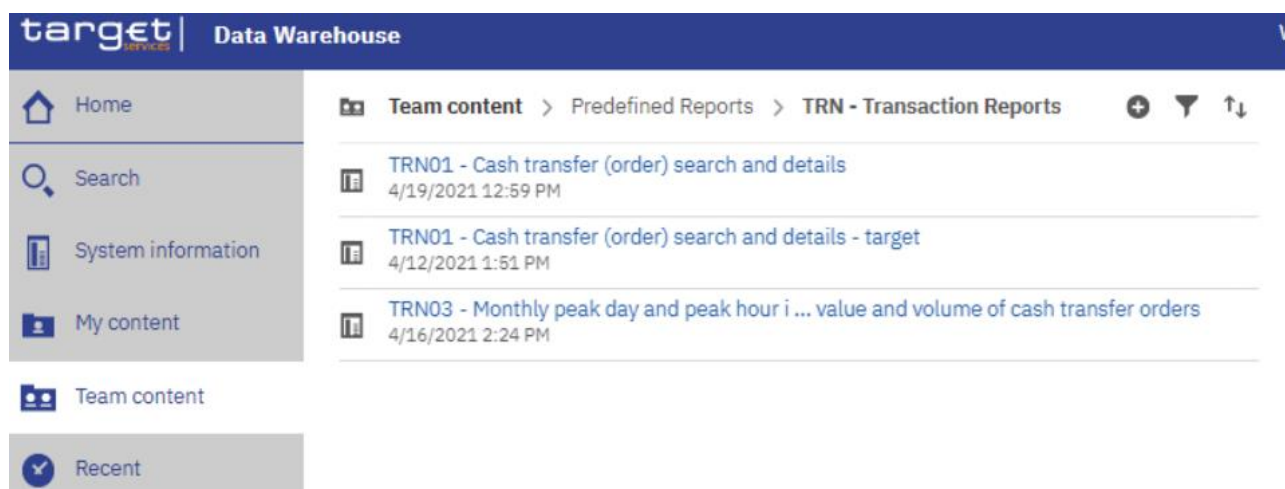 target| Data Warehouse
services
Home
Search
System information
My content
Team content
Recent
Team content > Predefined Reports > TRN - Transaction Reports
TRN01 - Cash transfer (order) search and details
4/19/2021 12:59 PM
TRN01 - Cash transfer (order) search and details - target
4/12/2021 1:51 PM
TRN03 - Monthly peak day and peak hour i ... value and volume of cash transfer orders
4/16/2021 2:24 PM